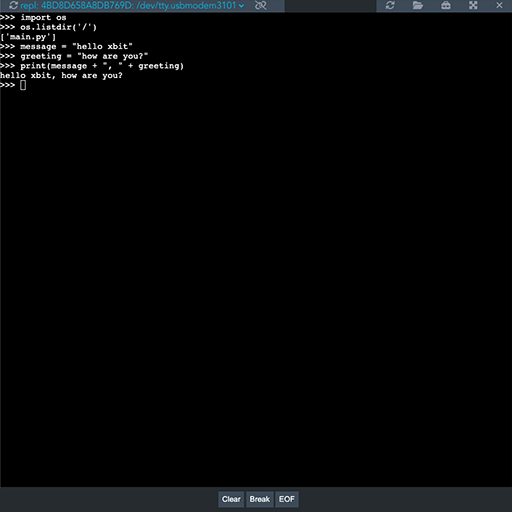 repl: 4BD8D658A8DB769D: /dev/tty.usbmodem3101
>>> import os
>>> os.listdir('/')
['main.py']
>>> message = "hello xbit"
>>> greeting = "how are you?"
>>> print(message + ", " + greeting)
hello xbit, how are you?
>>>
Clear Break EOF